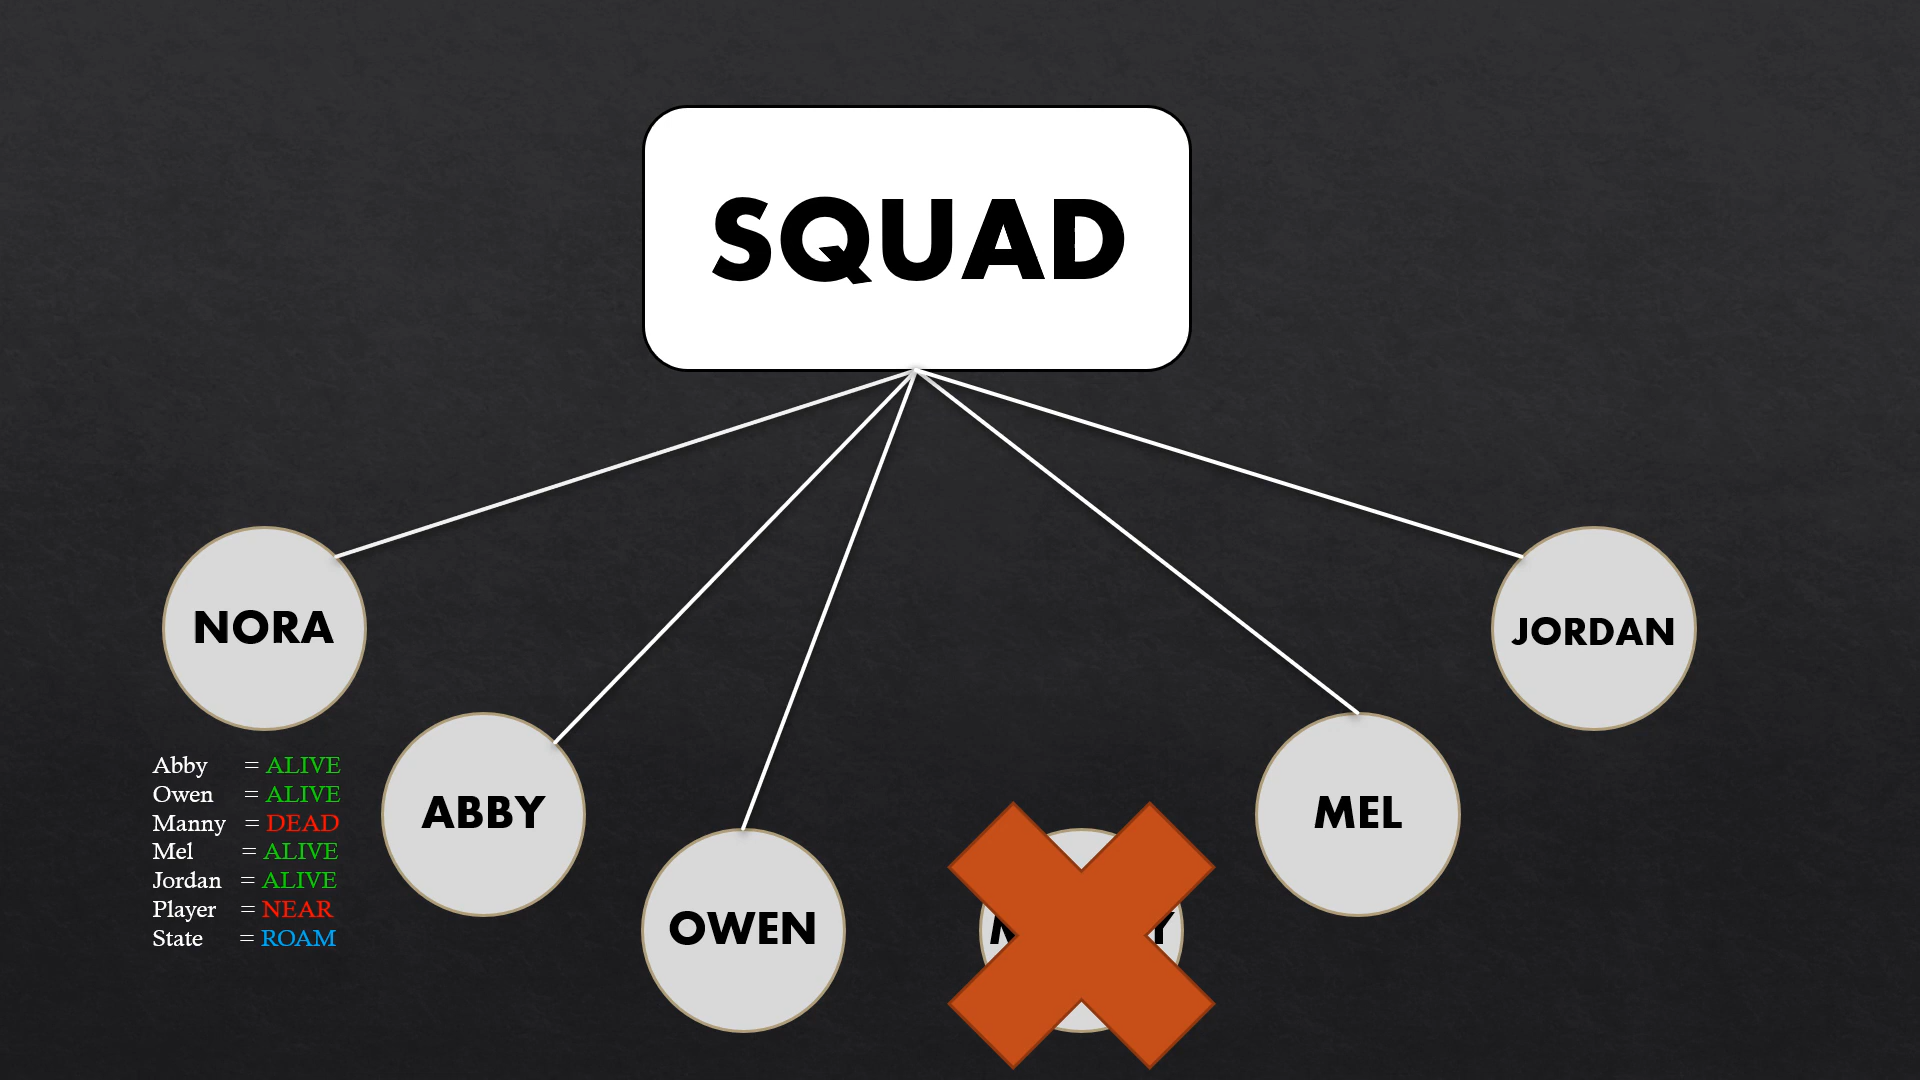 SQUAD
NORA
JORDAN
ABBY
MEL
OWEN
Abby = ALIVE
Owen = ALIVE
Manny = DEAD
Mel = ALIVE
Jordan = ALIVE
Player = NEAR
State = ROAM